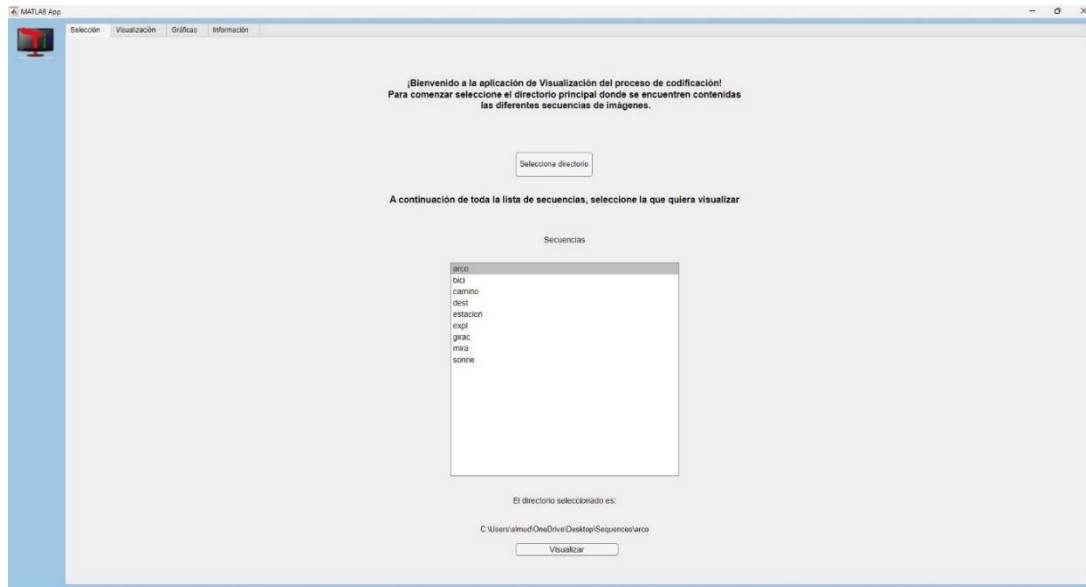 MATLAB App
Selección Visualización Gráficas Información
¡Bienvenido a la aplicación de Visualización del proceso de codificación!
Para comenzar seleccione el directorio principal donde se encuentren contenidas
las diferentes secuencias de imágenes.
Selecciona directorio
A continuación de toda la lista de secuencias, seleccione la que quiera visualizar
Secuencias
arco
bici
camino
dest
estacion
expl
girac
mira
sonrie
El directorio seleccionado es:
C:\Users\almud\OneDrive\Desktop\Sequences\arco
Visualizar